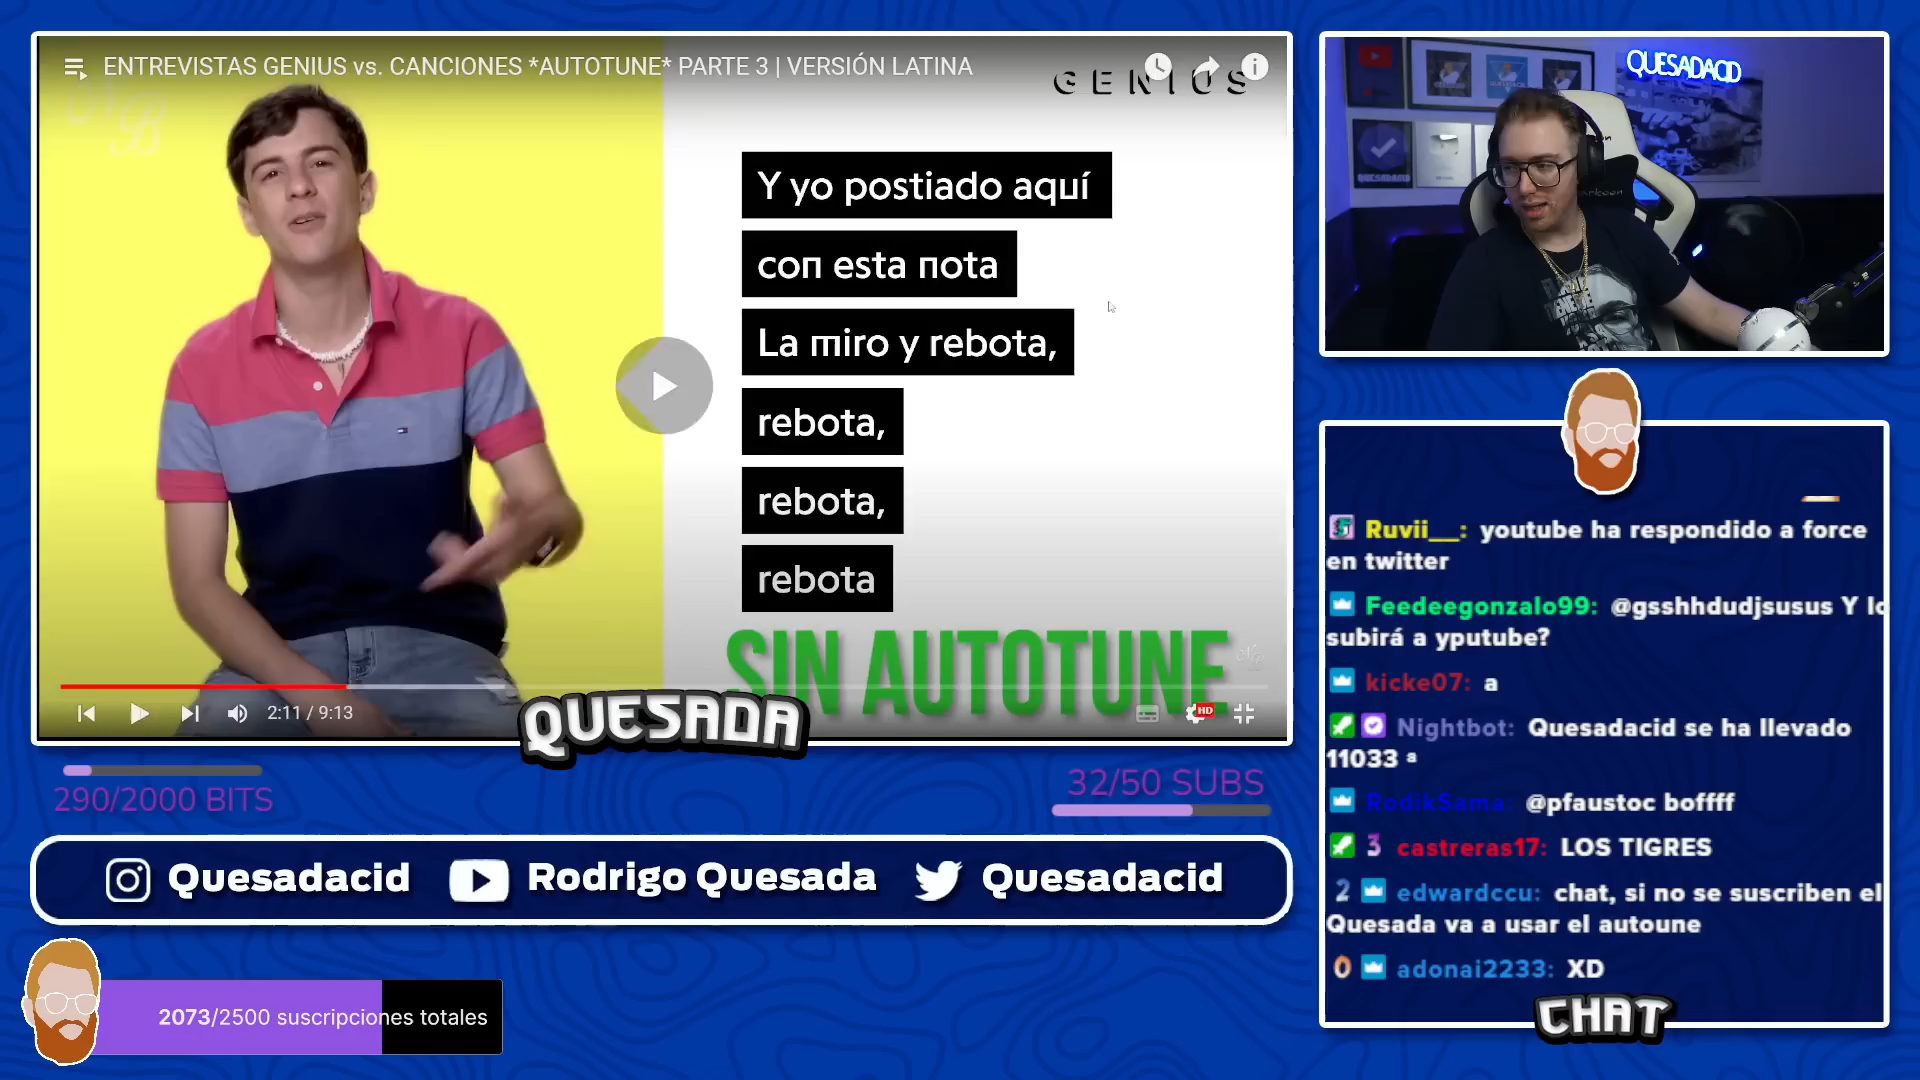 ENTREVISTAS GENIUS vs. CANCIONES *AUTOTUNE* PARTE 3 | VERSIÓN LATINA
GENIUS
Y yo postiado aquí
con esta nota
La miro y rebota,
rebota,
rebota,
rebota
SIN AUTOTUNE
2:11 / 9:13
HD
QUESADA
290/2000 BITS
32/50 SUBS
Quesadacid
Rodrigo Quesada
Quesadacid
2073/2500 suscripciones totales
QUESADACID
Ruvii__: youtube ha respondido a force
en twitter
Feedeegonzalo99: @gsshhdudjsusus Y lo
subirá a yputube?
kicke07: a
Nightbot: Quesadacid se ha llevado
11033 a
RodikSama: @pfaustoc boffff
3 castreras17: LOS TIGRES
2 edwardccu: chat, si no se suscriben el
Quesada va a usar el autoune
0 adonai2233: XD
CHAT